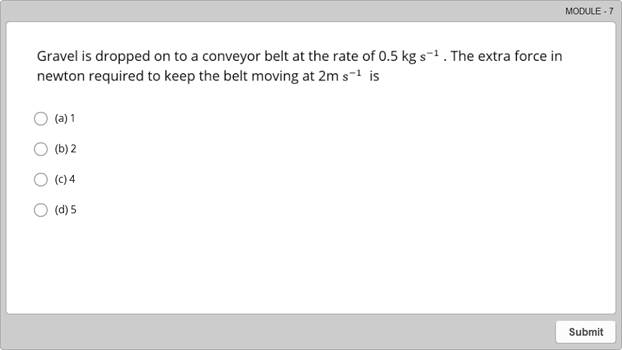 MODULE - 7
Gravel is dropped on to a conveyor belt at the rate of 0.5 kg s⁻¹ . The extra force in
newton required to keep the belt moving at 2m s⁻¹ is
(a) 1
(b) 2
(c) 4
(d) 5
Submit